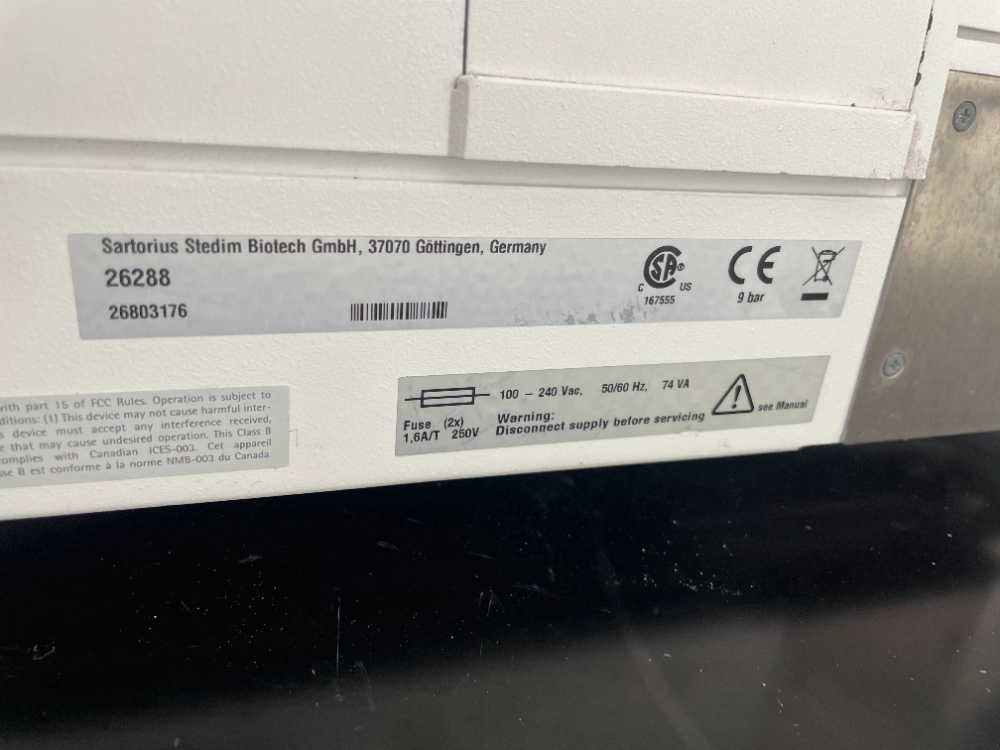 Sartorius Stedim Biotech GmbH, 37070 Göttingen, Germany
26288
26803176
C SA® US
167555
CE
9 bar
with part 15 of FCC Rules. Operation is subject to
ditions: (1) This device may not cause harmful inter-
s device must accept any interference received,
e that may cause undesired operation. This Class B
complies with Canadian ICES-003. Cet appareil
sse B est conforme à la norme NMB-003 du Canada.
100 – 240 Vac, 50/60 Hz, 74 VA
Fuse (2x)
1,6A/T 250V
Warning:
Disconnect supply before servicing
see Manual